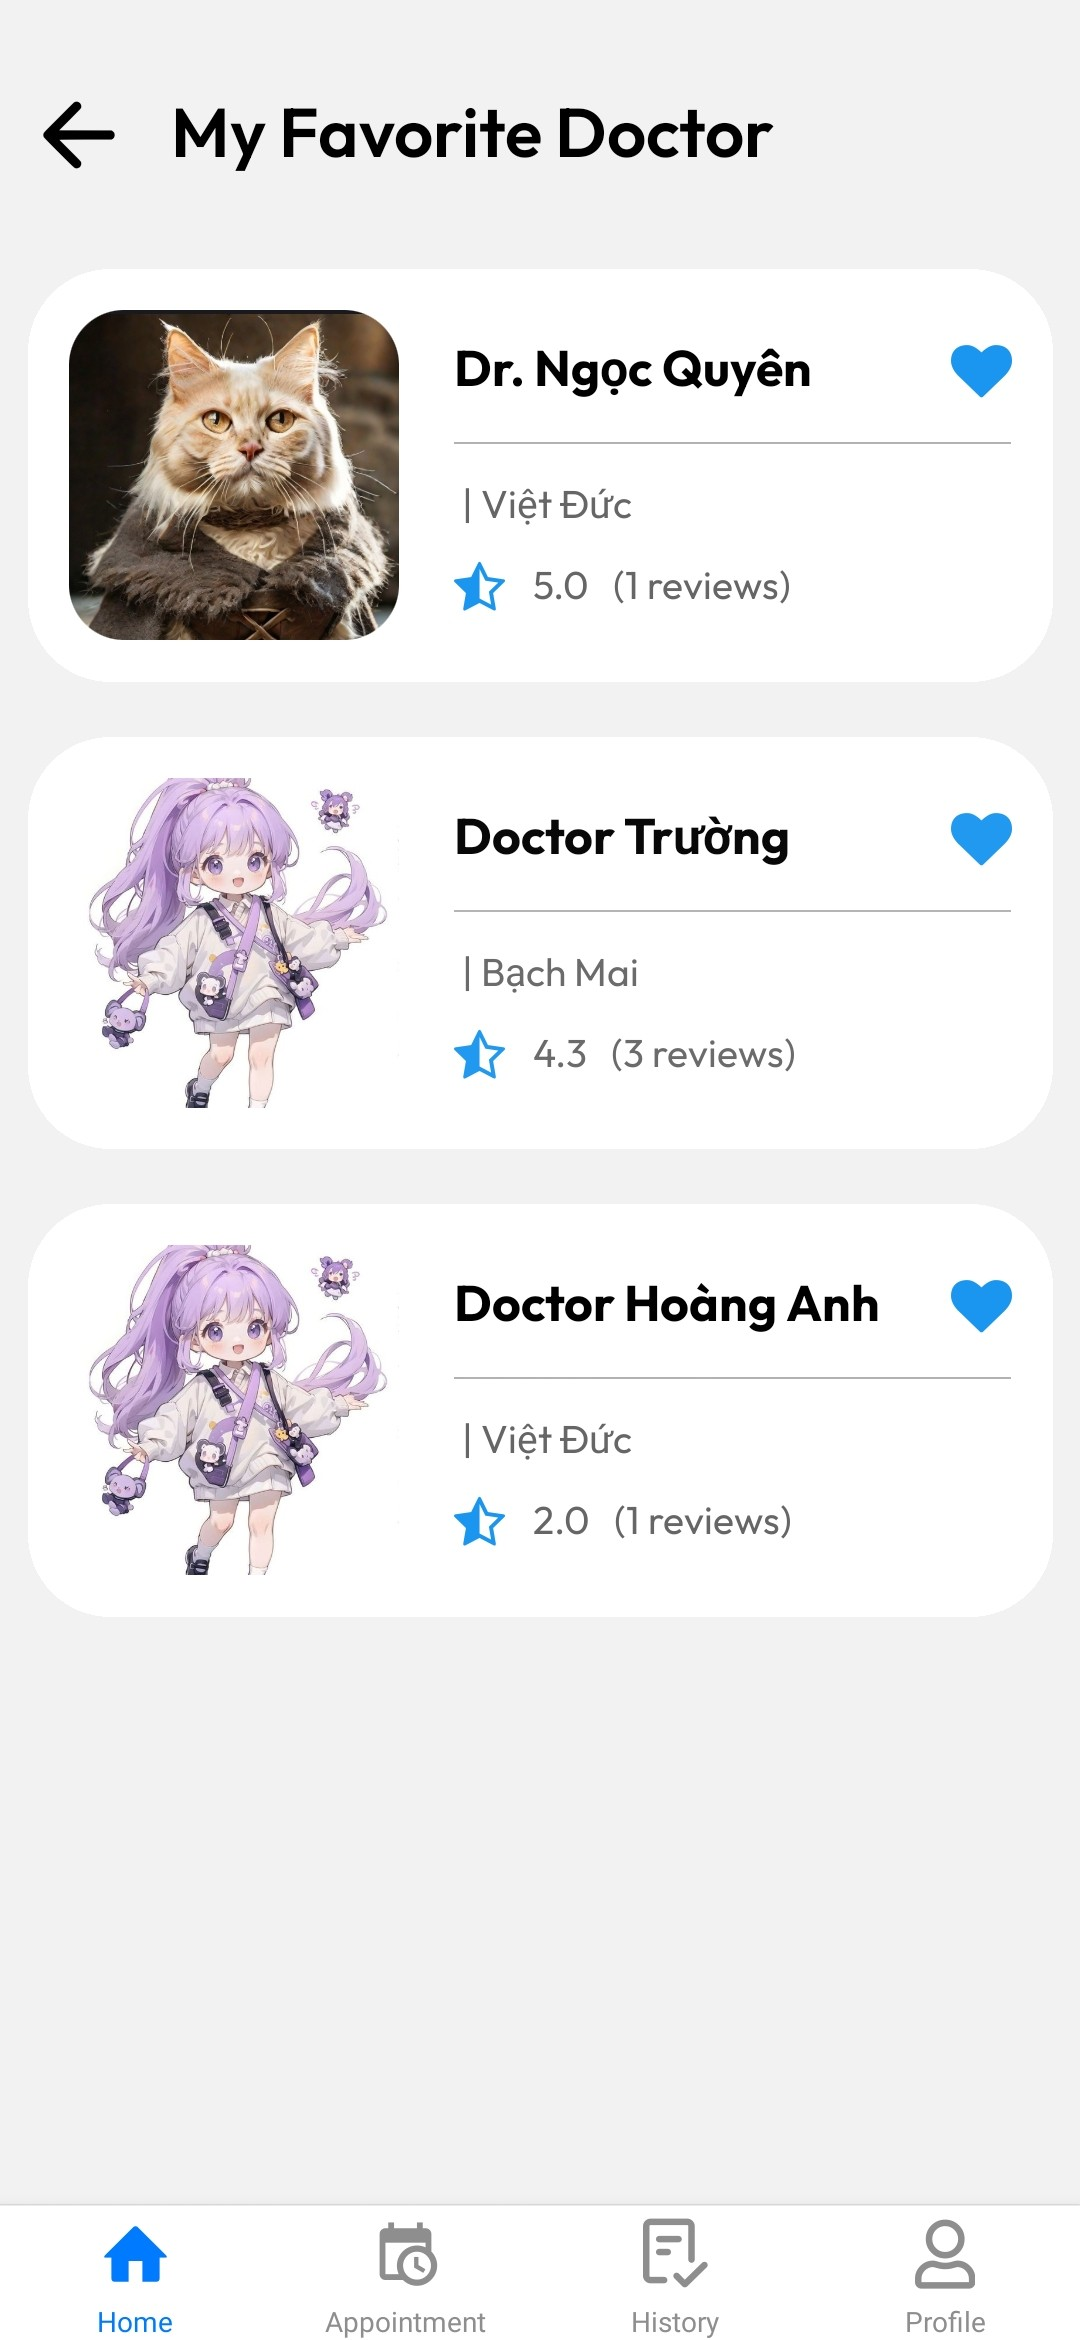 My Favorite Doctor
Dr. Ngọc Quyên
| Việt Đức
5.0 (1 reviews)
Doctor Trường
| Bạch Mai
4.3 (3 reviews)
Doctor Hoàng Anh
| Việt Đức
2.0 (1 reviews)
Home
Appointment
History
Profile